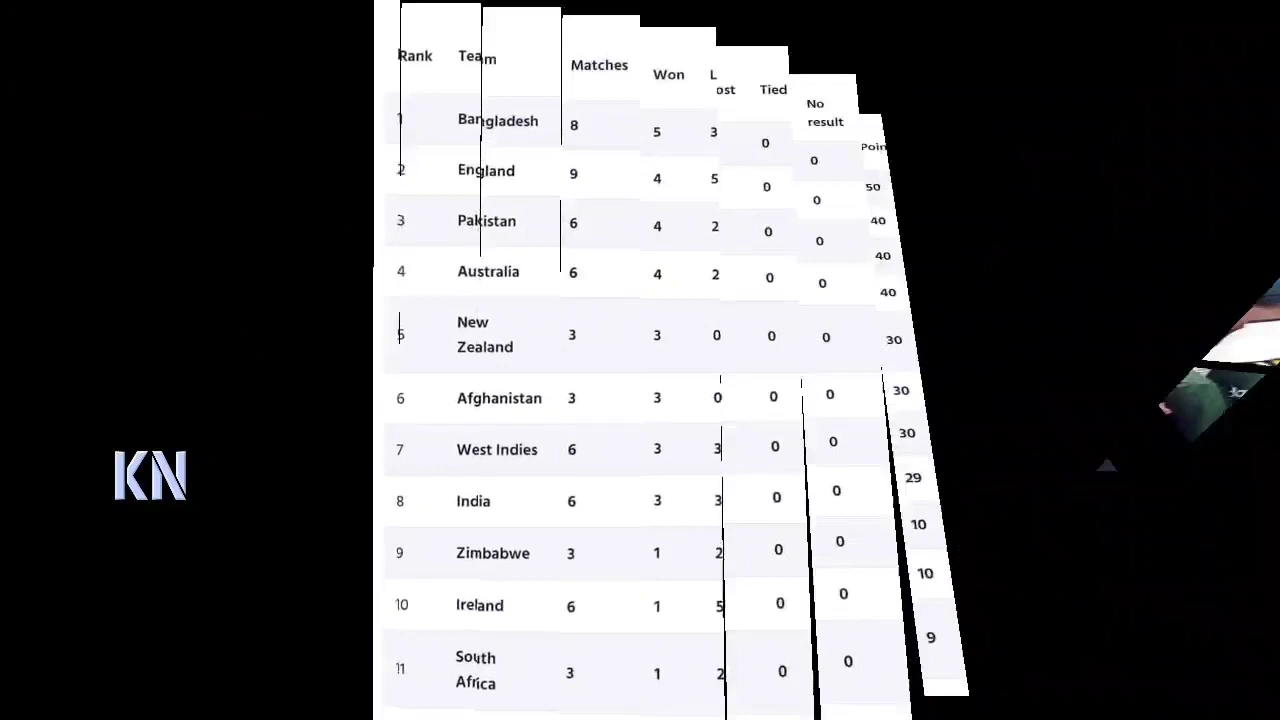 Rank Team Matches Won Lost Tied No result Poin
1 Bangladesh 8 5 3 0 0 50
2 England 9 4 5 0 0 40
3 Pakistan 6 4 2 0 0 40
4 Australia 6 4 2 0 0 40
5 New Zealand 3 3 0 0 0 30
6 Afghanistan 3 3 0 0 0 30
7 West Indies 6 3 3 0 0 30
8 India 6 3 3 0 0 29
9 Zimbabwe 3 1 2 0 0 10
10 Ireland 6 1 5 0 0 10
11 South Africa 3 1 2 0 0 9
KN